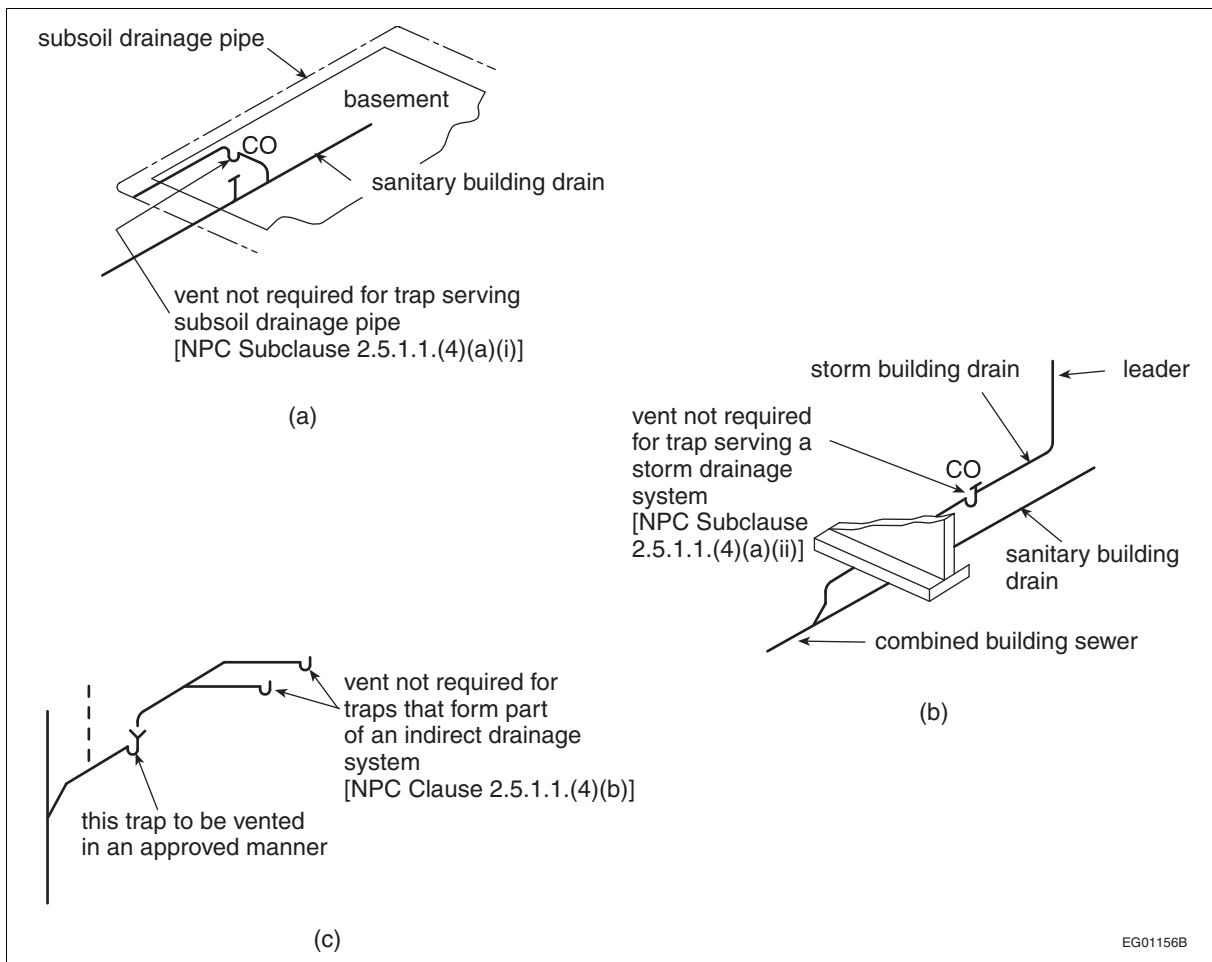 subsoil drainage pipe
basement
CO
sanitary building drain
vent not required for trap serving
subsoil drainage pipe
[NPC Subclause 2.5.1.1.(4)(a)(i)]
(a)
storm building drain
leader
vent not required
for trap serving a
storm drainage
system
[NPC Subclause
2.5.1.1.(4)(a)(ii)]
CO
sanitary building
drain
combined building sewer
(b)
vent not required for
traps that form part
of an indirect drainage
system
[NPC Clause 2.5.1.1.(4)(b)]
this trap to be vented
in an approved manner
(c)
EG01156B